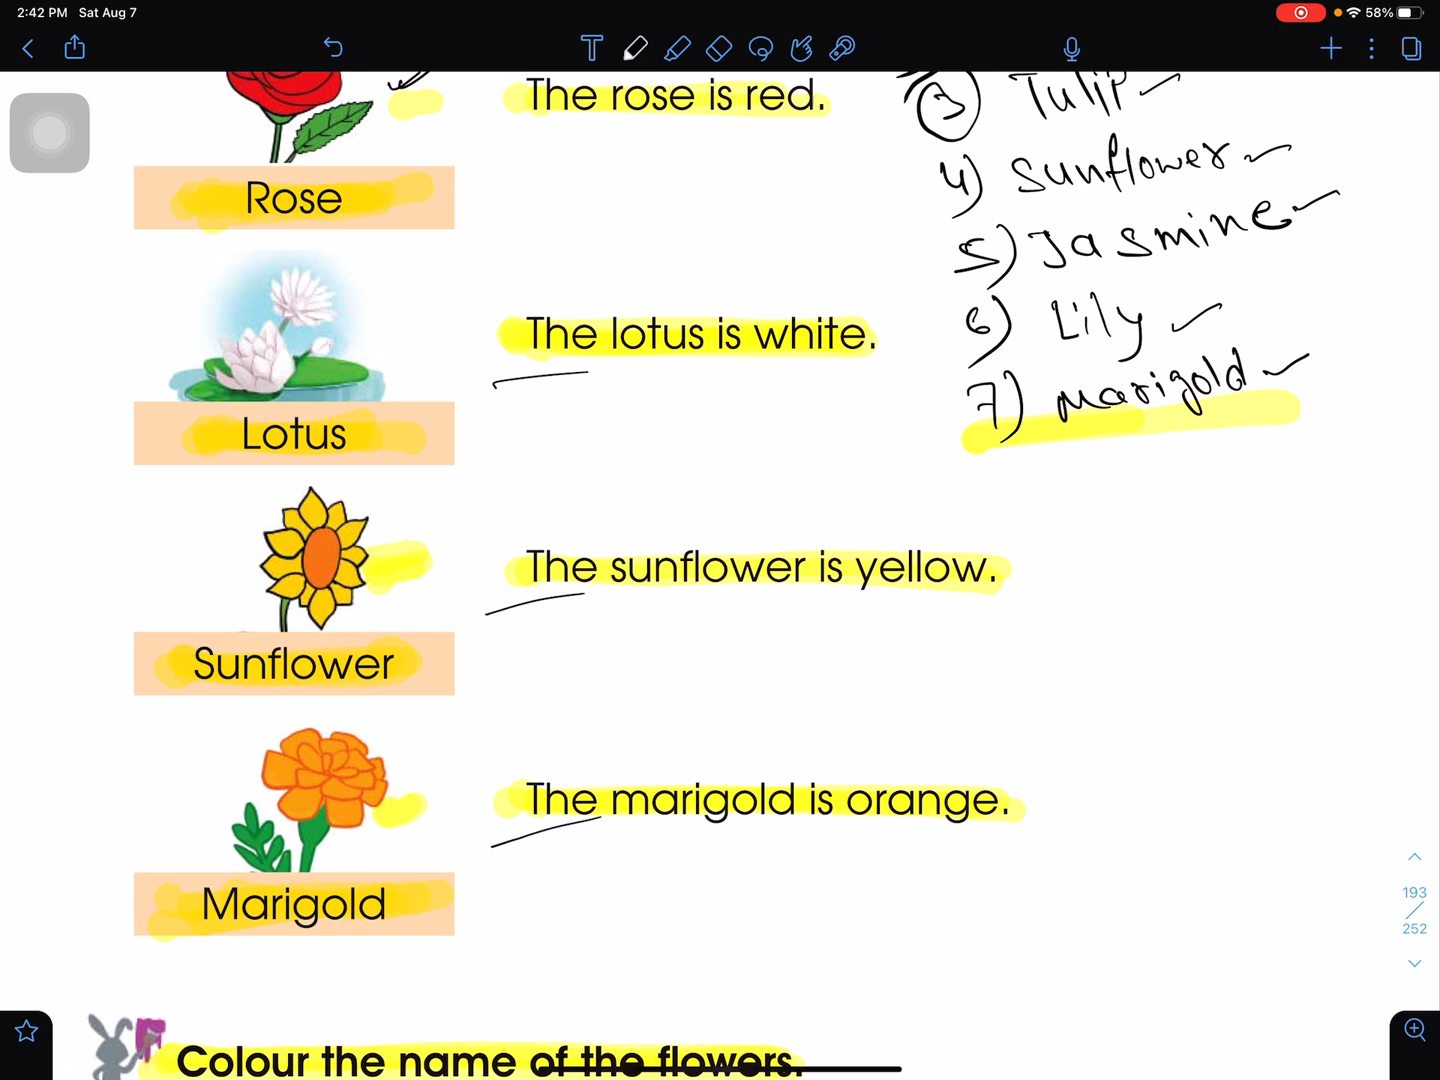 2:42 PM Sat Aug 7
58%
The rose is red.
3) Tulip
Rose
4) Sunflower
5) Jasmine
The lotus is white.
6) Lily
7) Marigold
Lotus
The sunflower is yellow.
Sunflower
The marigold is orange.
Marigold
193
252
Colour the name of the flowers.